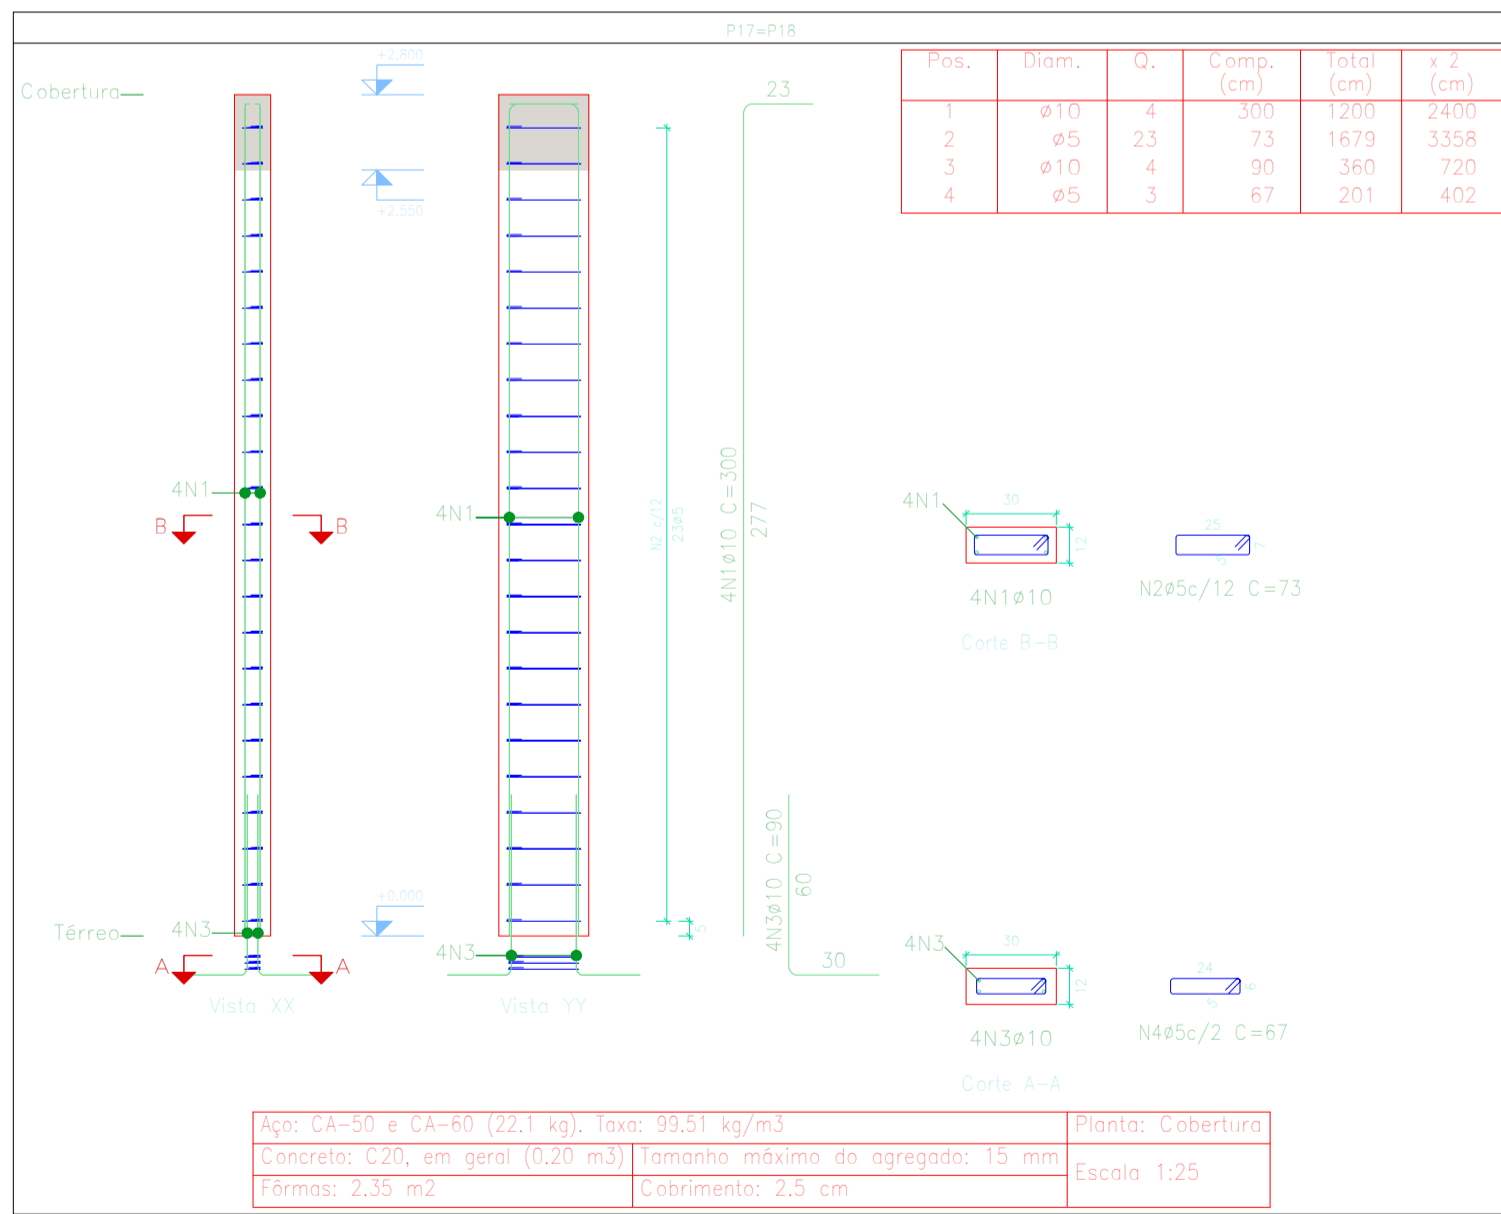 P17=P18
Pos. Diam. Q. Comp. (cm) Total (cm) x 2 (cm)
1 ø10 4 300 1200 2400
2 ø5 23 73 1679 3358
3 ø10 4 90 360 720
4 ø5 3 67 201 402
Cobertura
+2.800
+2.550
23
4N1
4N1
B
B
N2 c/12
23ø5
4N1ø10 C=300
277
4N1
30
12
4N1ø10
Corte B-B
25
7
5
N2ø5c/12 C=73
+0.000
Térreo
4N3
4N3
A
A
Vista XX
Vista YY
5
4N3ø10 C=90
60
30
4N3
30
12
4N3ø10
Corte A-A
24
6
5
N4ø5c/2 C=67
Aço: CA-50 e CA-60 (22.1 kg). Taxa: 99.51 kg/m3
Planta: Cobertura
Concreto: C20, em geral (0.20 m3)
Tamanho máximo do agregado: 15 mm
Escala 1:25
Fôrmas: 2.35 m2
Cobrimento: 2.5 cm